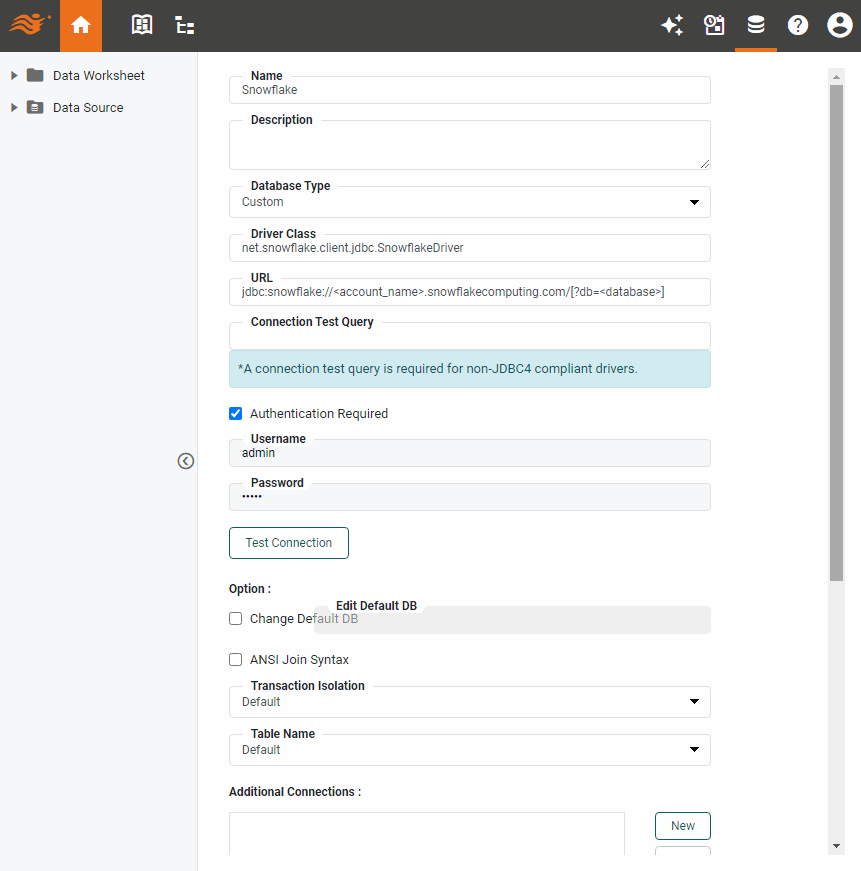 Data Worksheet
Data Source
Name
Snowflake
Description
Database Type
Custom
Driver Class
net.snowflake.client.jdbc.SnowflakeDriver
URL
jdbc:snowflake://<account_name>.snowflakecomputing.com/[?db=<database>]
Connection Test Query
*A connection test query is required for non-JDBC4 compliant drivers.
Authentication Required
Username
admin
Password
•••••
Test Connection
Option :
Edit Default DB
Change Default DB
ANSI Join Syntax
Transaction Isolation
Default
Table Name
Default
Additional Connections :
New